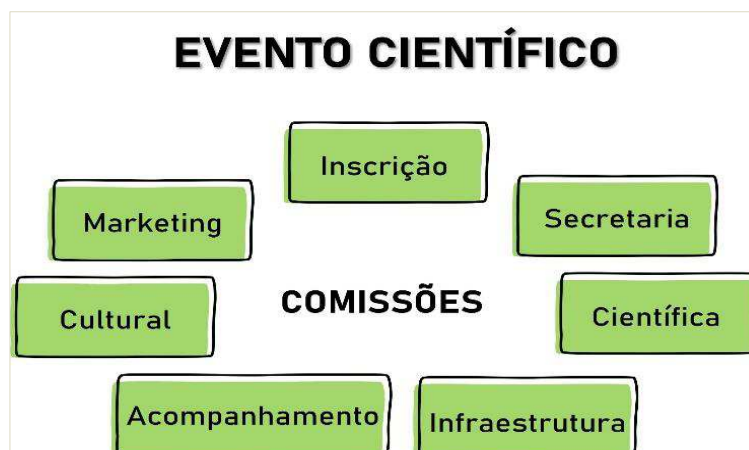 EVENTO CIENTÍFICO
Inscrição
Marketing
Secretaria
COMISSÕES
Cultural
Científica
Acompanhamento
Infraestrutura